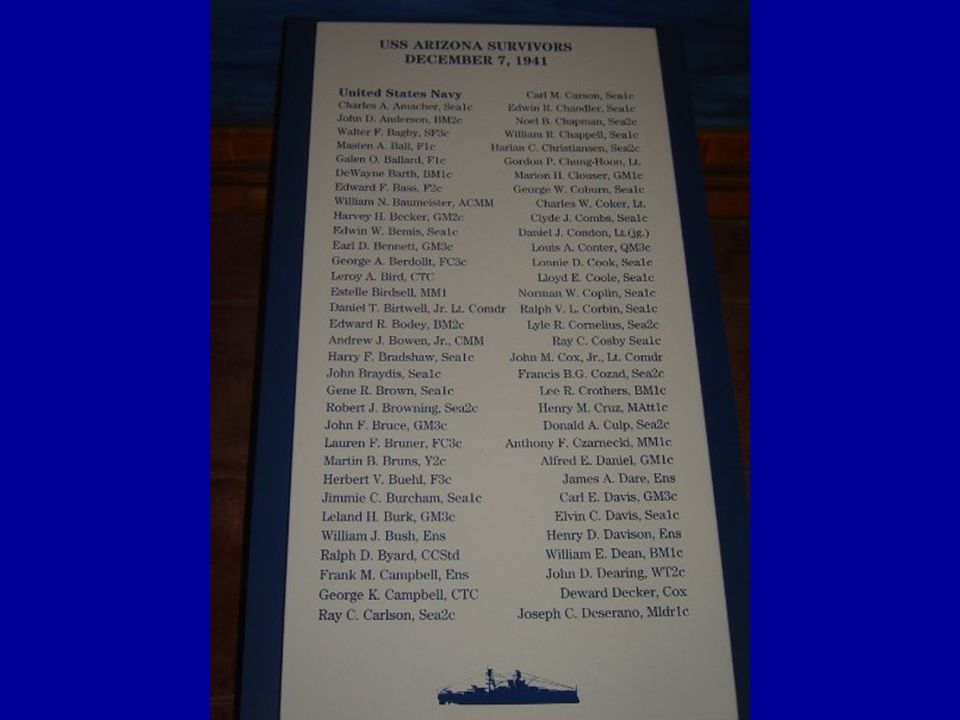 USS ARIZONA SURVIVORS
DECEMBER 7, 1941
United States Navy
Charles A. Amacher, Sea1c
John D. Anderson, BM2c
Walter F. Bagby, SF3c
Masten A. Ball, F1c
Galen O. Ballard, F1c
DeWayne Barth, BM1c
Edward F. Bass, F2c
William N. Baumeister, ACMM
Harvey H. Becker, GM2c
Edwin W. Bemis, Sea1c
Earl D. Bennett, GM3c
George A. Berdollt, FC3c
Leroy A. Bird, CTC
Estelle Birdsell, MM1
Daniel T. Birtwell, Jr. Lt. Comdr
Edward R. Bodey, BM2c
Andrew J. Bowen, Jr., CMM
Harry F. Bradshaw, Sea1c
John Braydis, Sea1c
Gene R. Brown, Sea1c
Robert J. Browning, Sea2c
John F. Bruce, GM3c
Lauren F. Bruner, FC3c
Martin B. Bruns, Y2c
Herbert V. Buehl, F3c
Jimmie C. Burcham, Sea1c
Leland H. Burk, GM3c
William J. Bush, Ens
Ralph D. Byard, CCStd
Frank M. Campbell, Ens
George K. Campbell, CTC
Ray C. Carlson, Sea2c
Carl M. Carson, Sea1c
Edwin R. Chandler, Sea1c
Noel B. Chapman, Sea2c
William R. Chappell, Sea1c
Harlan C. Christiansen, Sea2c
Gordon P. Chung-Hoon, Lt.
Marion H. Clouser, GM1c
George W. Coburn, Sea1c
Charles W. Coker, Lt.
Clyde J. Combs, Sea1c
Daniel J. Condon, Lt.(jg.)
Louis A. Conter, QM3c
Lonnie D. Cook, Sea1c
Lloyd E. Coole, Sea1c
Norman W. Coplin, Sea1c
Ralph V. L. Corbin, Sea1c
Lyle R. Cornelius, Sea2c
Ray C. Cosby Sea1c
John M. Cox, Jr., Lt. Comdr
Francis B.G. Cozad, Sea2c
Lee R. Crothers, BM1c
Henry M. Cruz, MAtt1c
Donald A. Culp, Sea2c
Anthony F. Czarnecki, MM1c
Alfred E. Daniel, GM1c
James A. Dare, Ens
Carl E. Davis, GM3c
Elvin C. Davis, Sea1c
Henry D. Davison, Ens
William E. Dean, BM1c
John D. Dearing, WT2c
Deward Decker, Cox
Joseph C. Deserano, Mldr1c